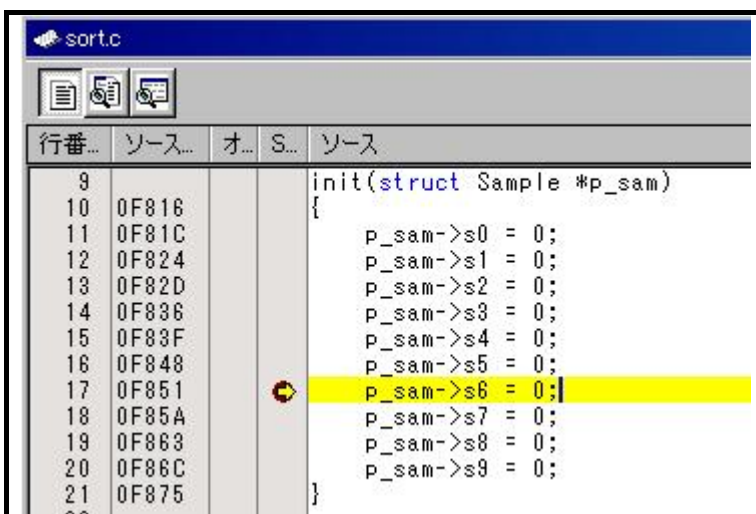 sort.c
行番... ソース... オ... S... ソース
9 init(struct Sample *p_sam)
10 0F816 {
11 0F81C p_sam->s0 = 0;
12 0F824 p_sam->s1 = 0;
13 0F82D p_sam->s2 = 0;
14 0F836 p_sam->s3 = 0;
15 0F83F p_sam->s4 = 0;
16 0F848 p_sam->s5 = 0;
17 0F851 p_sam->s6 = 0;
18 0F85A p_sam->s7 = 0;
19 0F863 p_sam->s8 = 0;
20 0F86C p_sam->s9 = 0;
21 0F875 }